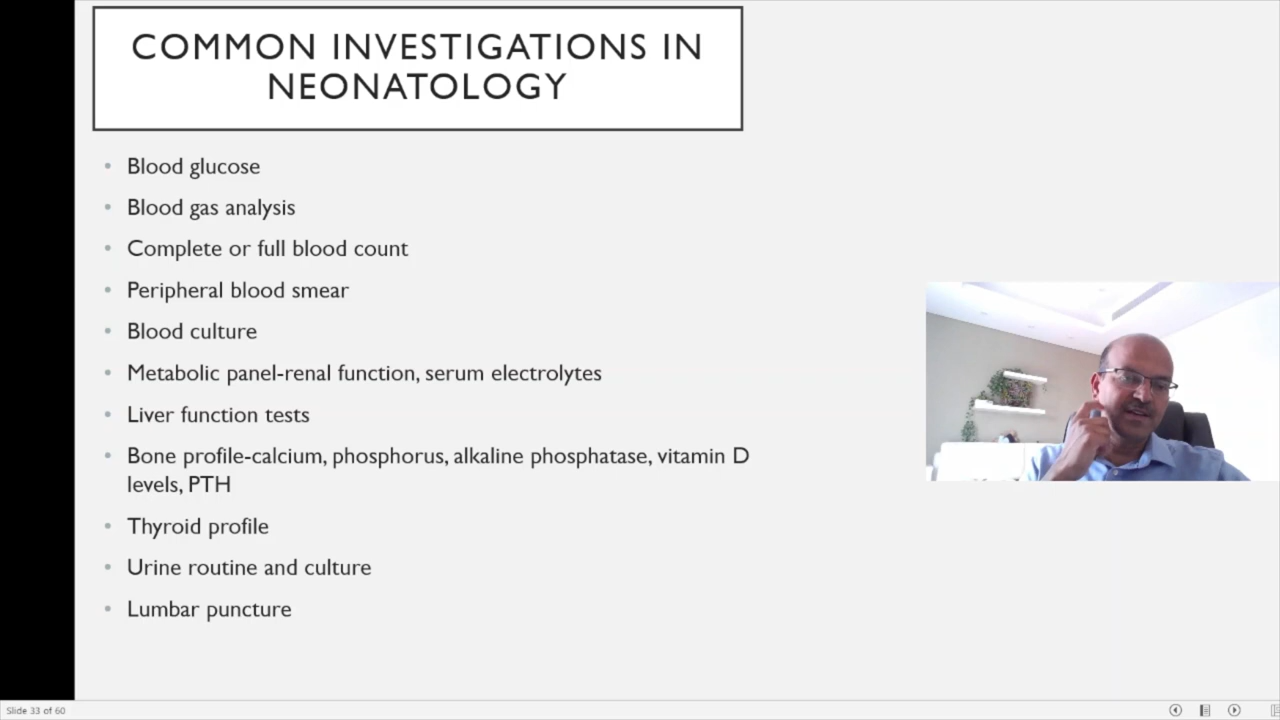 COMMON INVESTIGATIONS IN
NEONATOLOGY
• Blood glucose
• Blood gas analysis
• Complete or full blood count
• Peripheral blood smear
• Blood culture
• Metabolic panel-renal function, serum electrolytes
• Liver function tests
• Bone profile-calcium, phosphorus, alkaline phosphatase, vitamin D
levels, PTH
• Thyroid profile
• Urine routine and culture
• Lumbar puncture
Slide 33 of 60